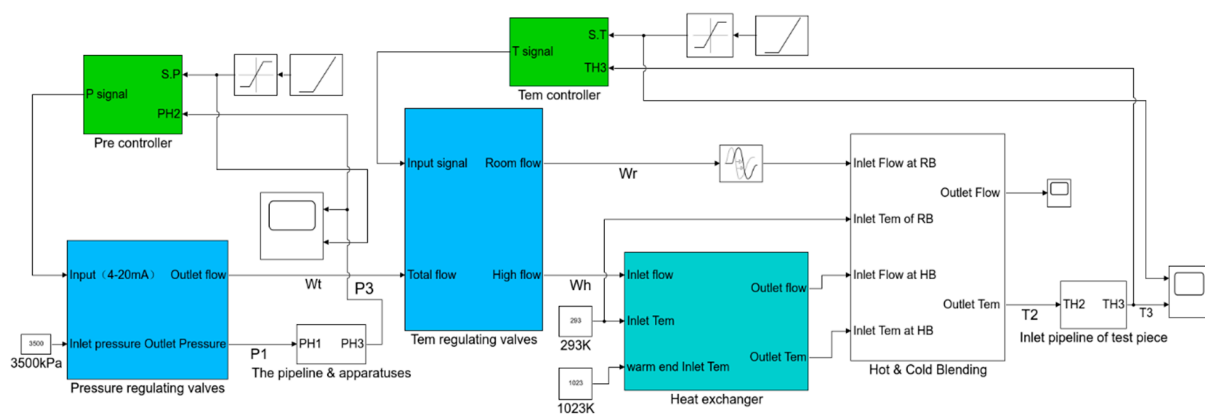 S.P
P signal
PH2
Pre controller
S.T
T signal
TH3
Tem controller
Input signal
Room flow
Total flow
High flow
Tem regulating valves
Input（4-20mA）
Outlet flow
Inlet pressure
Outlet Pressure
Pressure regulating valves
3500
3500kPa
Wt
P3
P1
PH1
PH3
The pipeline & apparatuses
Wr
Wh
293
293K
1023
1023K
Inlet flow
Outlet flow
Inlet Tem
warm end Inlet Tem
Outlet Tem
Heat exchanger
Inlet Flow at RB
Outlet Flow
Inlet Tem of RB
Inlet Flow at HB
Outlet Tem
Inlet Tem at HB
Hot & Cold Blending
T2
TH2
TH3
T3
Inlet pipeline of test piece